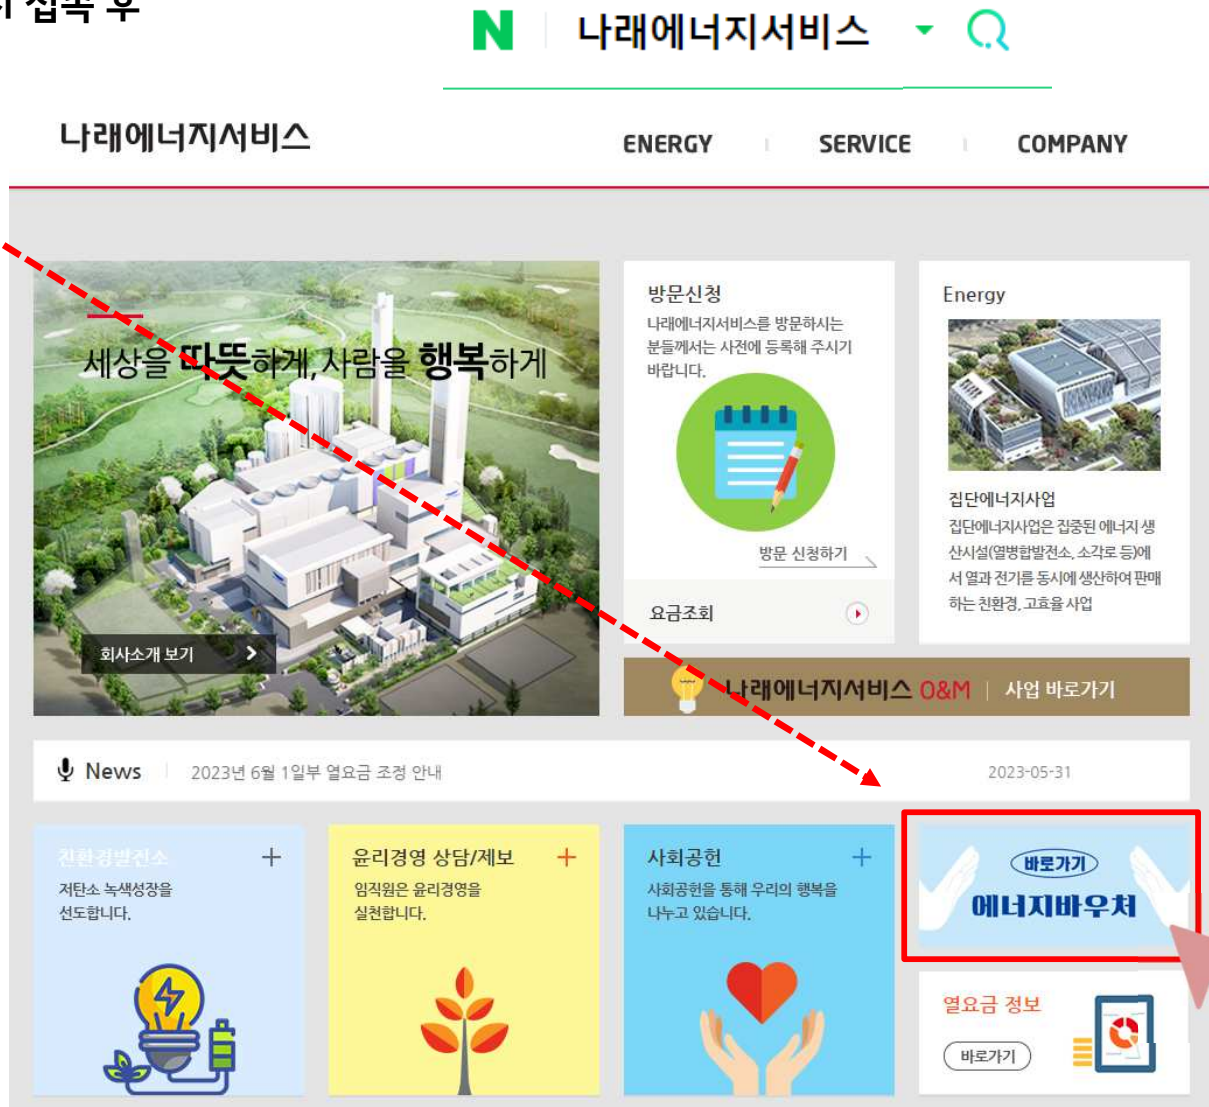 접속 후
N 나래에너지서비스
나래에너지서비스
ENERGY
SERVICE
COMPANY
세상을 따뜻하게, 사람을 행복하게
회사소개 보기
방문신청
나래에너지서비스를 방문하시는
분들께서는 사전에 등록해 주시기
바랍니다.
방문 신청하기
요금조회
Energy
집단에너지사업
집단에너지사업은 집중된 에너지 생
산시설(열병합발전소, 소각로 등)에
서 열과 전기를 동시에 생산하여 판매
하는 친환경, 고효율 사업
나래에너지서비스 O&M 사업 바로가기
News 2023년 6월 1일부 열요금 조정 안내 2023-05-31
친환경발전소
저탄소 녹색성장을
선도합니다.
윤리경영 상담/제보
임직원은 윤리경영을
실천합니다.
사회공헌
사회공헌을 통해 우리의 행복을
나누고 있습니다.
바로가기
에너지바우처
열요금 정보
바로가기